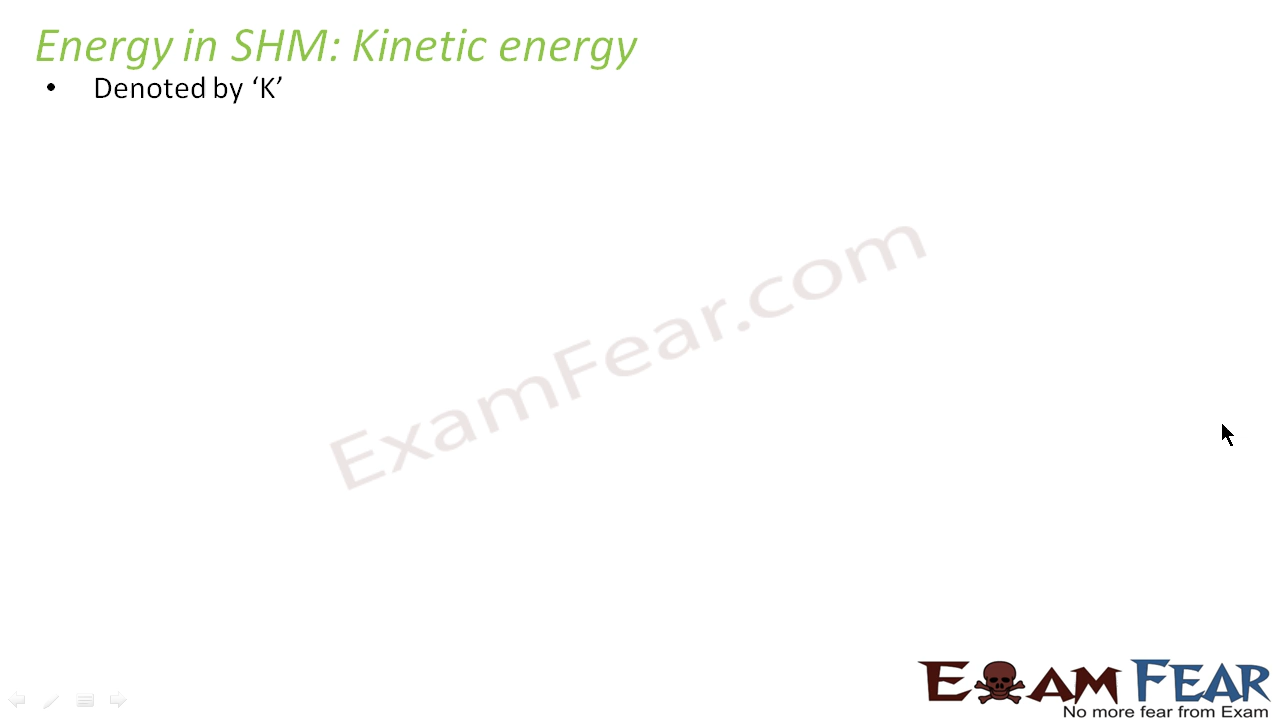 Energy in SHM: Kinetic energy
• Denoted by ‘K’
ExamFear.com
EXAM FEAR
No more fear from Exam